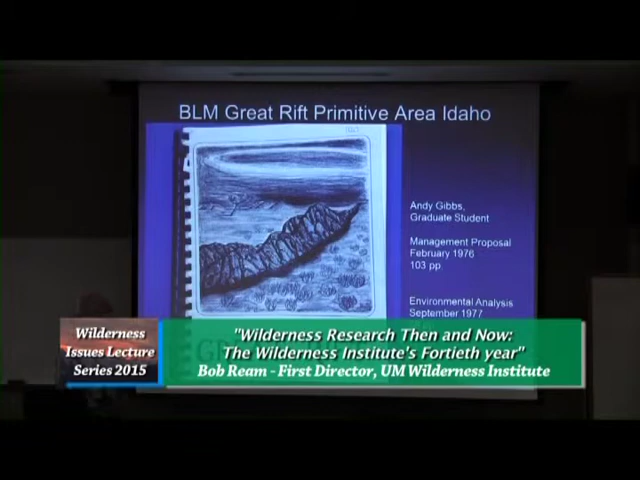 BLM Great Rift Primitive Area Idaho
Andy Gibbs,
Graduate Student
Management Proposal
February 1976
103 pp
Environmental Analysis
September 1977
Wilderness
Issues Lecture
Series 2015
"Wilderness Research Then and Now:
The Wilderness Institute's Fortieth year"
Bob Ream - First Director, UM Wilderness Institute